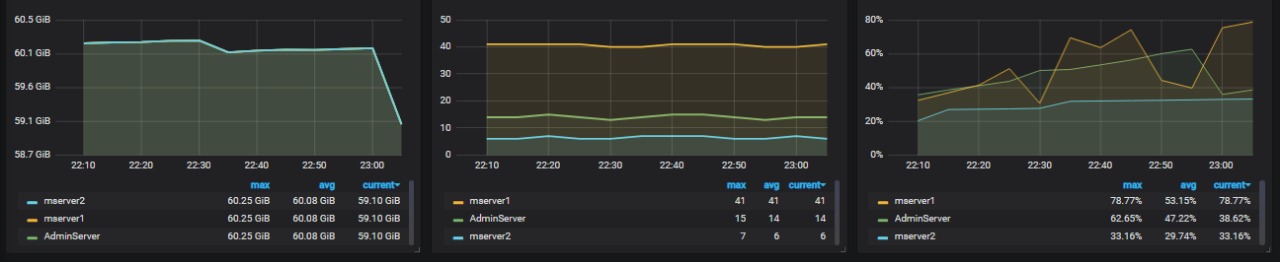 60.5 GiB
60.1 GiB
59.6 GiB
59.1 GiB
58.7 GiB
22:10 22:20 22:30 22:40 22:50 23:00
max avg current
mserver2 60.25 GiB 60.08 GiB 59.10 GiB
mserver1 60.25 GiB 60.08 GiB 59.10 GiB
AdminServer 60.25 GiB 60.08 GiB 59.10 GiB
50
40
30
20
10
0
22:10 22:20 22:30 22:40 22:50 23:00
max avg current
mserver1 41 41 41
AdminServer 15 14 14
mserver2 7 6 6
80%
60%
40%
20%
0%
22:10 22:20 22:30 22:40 22:50 23:00
max avg current
mserver1 78.77% 53.15% 78.77%
AdminServer 62.65% 47.22% 38.62%
mserver2 33.16% 29.74% 33.16%